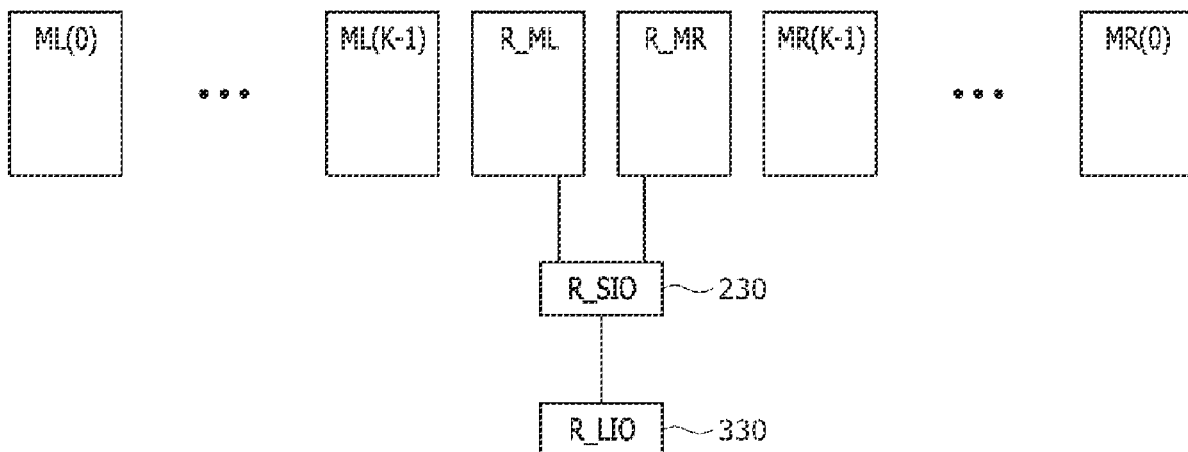 ML(0) ••• ML(K-1) R_ML R_MR MR(K-1) ••• MR(0)
R_SIO 230
R_LIO 330